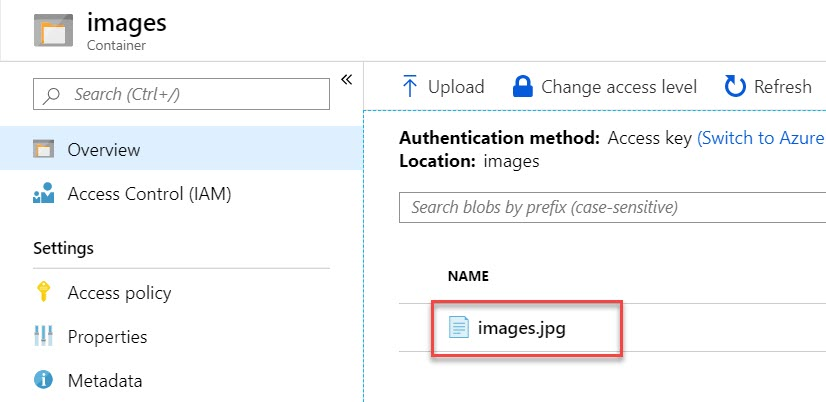 images
Container
Search (Ctrl+/)
Overview
Access Control (IAM)
Settings
Access policy
Properties
Metadata
Upload Change access level Refresh
Authentication method: Access key (Switch to Azure
Location: images
Search blobs by prefix (case-sensitive)
NAME
images.jpg